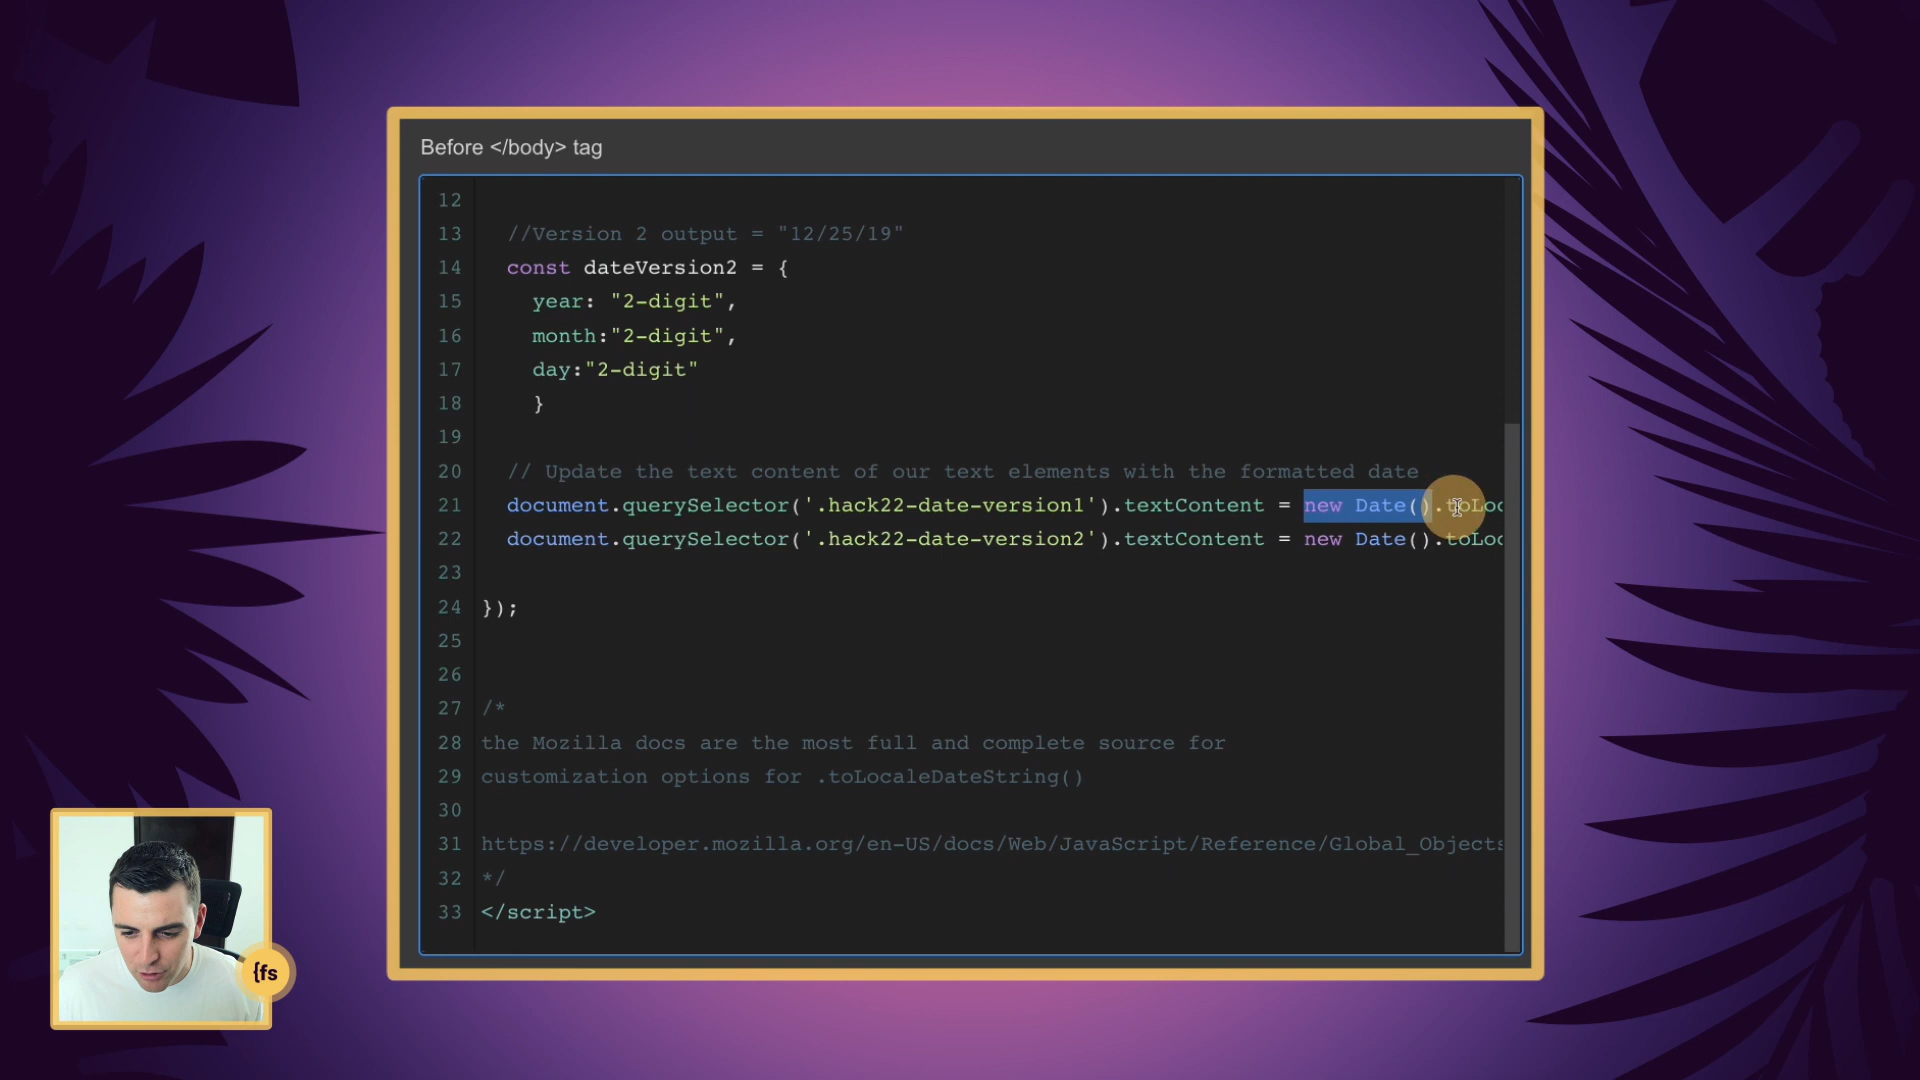 Before </body> tag
12
13 //Version 2 output = "12/25/19"
14 const dateVersion2 = {
15 year: "2-digit",
16 month:"2-digit",
17 day:"2-digit"
18 }
19
20 // Update the text content of our text elements with the formatted date
21 document.querySelector('.hack22-date-version1').textContent = new Date().toLoc
22 document.querySelector('.hack22-date-version2').textContent = new Date().toLoc
23
24 });
25
26
27 /*
28 the Mozilla docs are the most full and complete source for
29 customization options for .toLocaleDateString()
30
31 https://developer.mozilla.org/en-US/docs/Web/JavaScript/Reference/Global_Objects
32 */
33 </script>
{fs